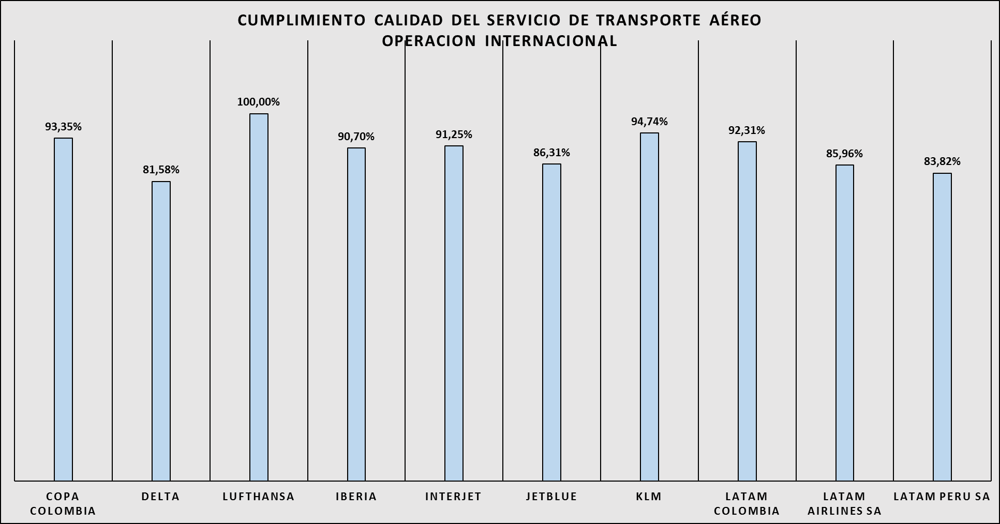 CUMPLIMIENTO CALIDAD DEL SERVICIO DE TRANSPORTE AÉREO
OPERACION INTERNACIONAL
93,35%
81,58%
100,00%
90,70%
91,25%
86,31%
94,74%
92,31%
85,96%
83,82%
COPA
COLOMBIA
DELTA
LUFTHANSA
IBERIA
INTERJET
JETBLUE
KLM
LATAM
COLOMBIA
LATAM
AIRLINES SA
LATAM PERU SA